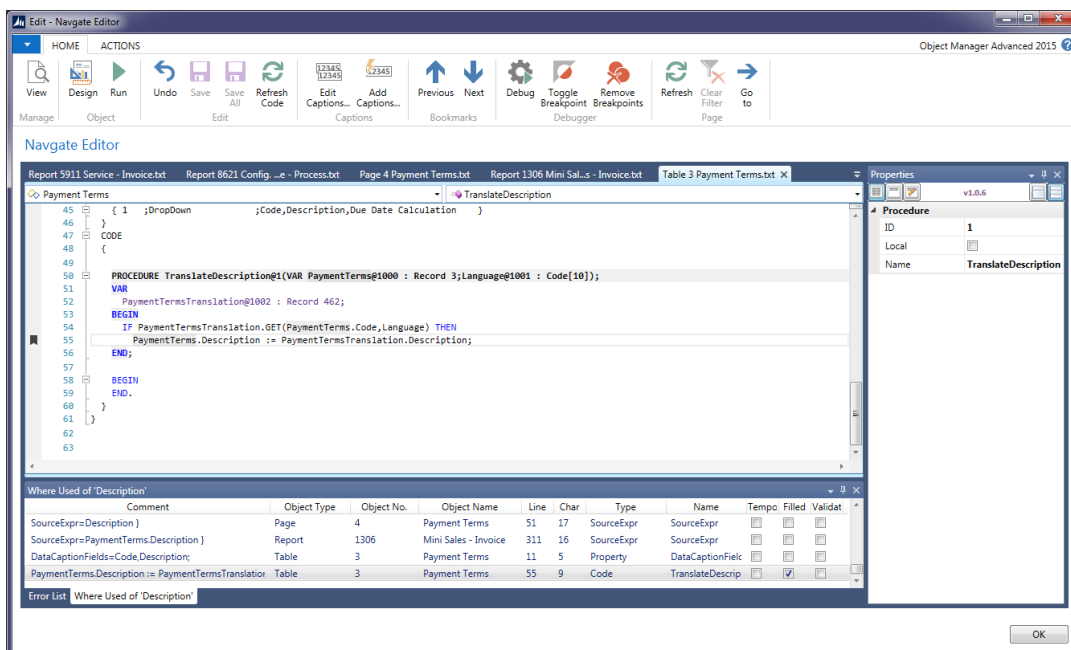 Edit - Navgate Editor
HOME ACTIONS Object Manager Advanced 2015
View Design Run Undo Save Save All Refresh Code Edit Captions... Add Captions... Previous Next Debug Toggle Breakpoint Remove Breakpoints Refresh Clear Filter Go to
Manage Object Edit Captions Bookmarks Debugger Page
Navgate Editor
Report 5911 Service - Invoice.txt Report 8621 Config. ...e - Process.txt Page 4 Payment Terms.txt Report 1306 Mini Sal...s - Invoice.txt Table 3 Payment Terms.txt
Payment Terms TranslateDescription
45 { 1 ;DropDown ;Code,Description,Due Date Calculation }
46 }
47 CODE
48 {
49
50 PROCEDURE TranslateDescription@1(VAR PaymentTerms@1000 : Record 3;Language@1001 : Code[10]);
51 VAR
52 PaymentTermsTranslation@1002 : Record 462;
53 BEGIN
54 IF PaymentTermsTranslation.GET(PaymentTerms.Code,Language) THEN
55 PaymentTerms.Description := PaymentTermsTranslation.Description;
56 END;
57
58 BEGIN
59 END.
60 }
61 }
62
63
Properties
v1.0.6
Procedure
ID 1
Local
Name TranslateDescription
Where Used of 'Description'
Comment Object Type Object No. Object Name Line Char Type Name Tempo Filled Validat
SourceExpr=Description } Page 4 Payment Terms 51 17 SourceExpr SourceExpr
SourceExpr=PaymentTerms.Description } Report 1306 Mini Sales - Invoice 311 16 SourceExpr SourceExpr
DataCaptionFields=Code,Description; Table 3 Payment Terms 11 5 Property DataCaptionFielc
PaymentTerms.Description := PaymentTermsTranslation Table 3 Payment Terms 55 9 Code TranslateDescrip
Error List Where Used of 'Description'
OK